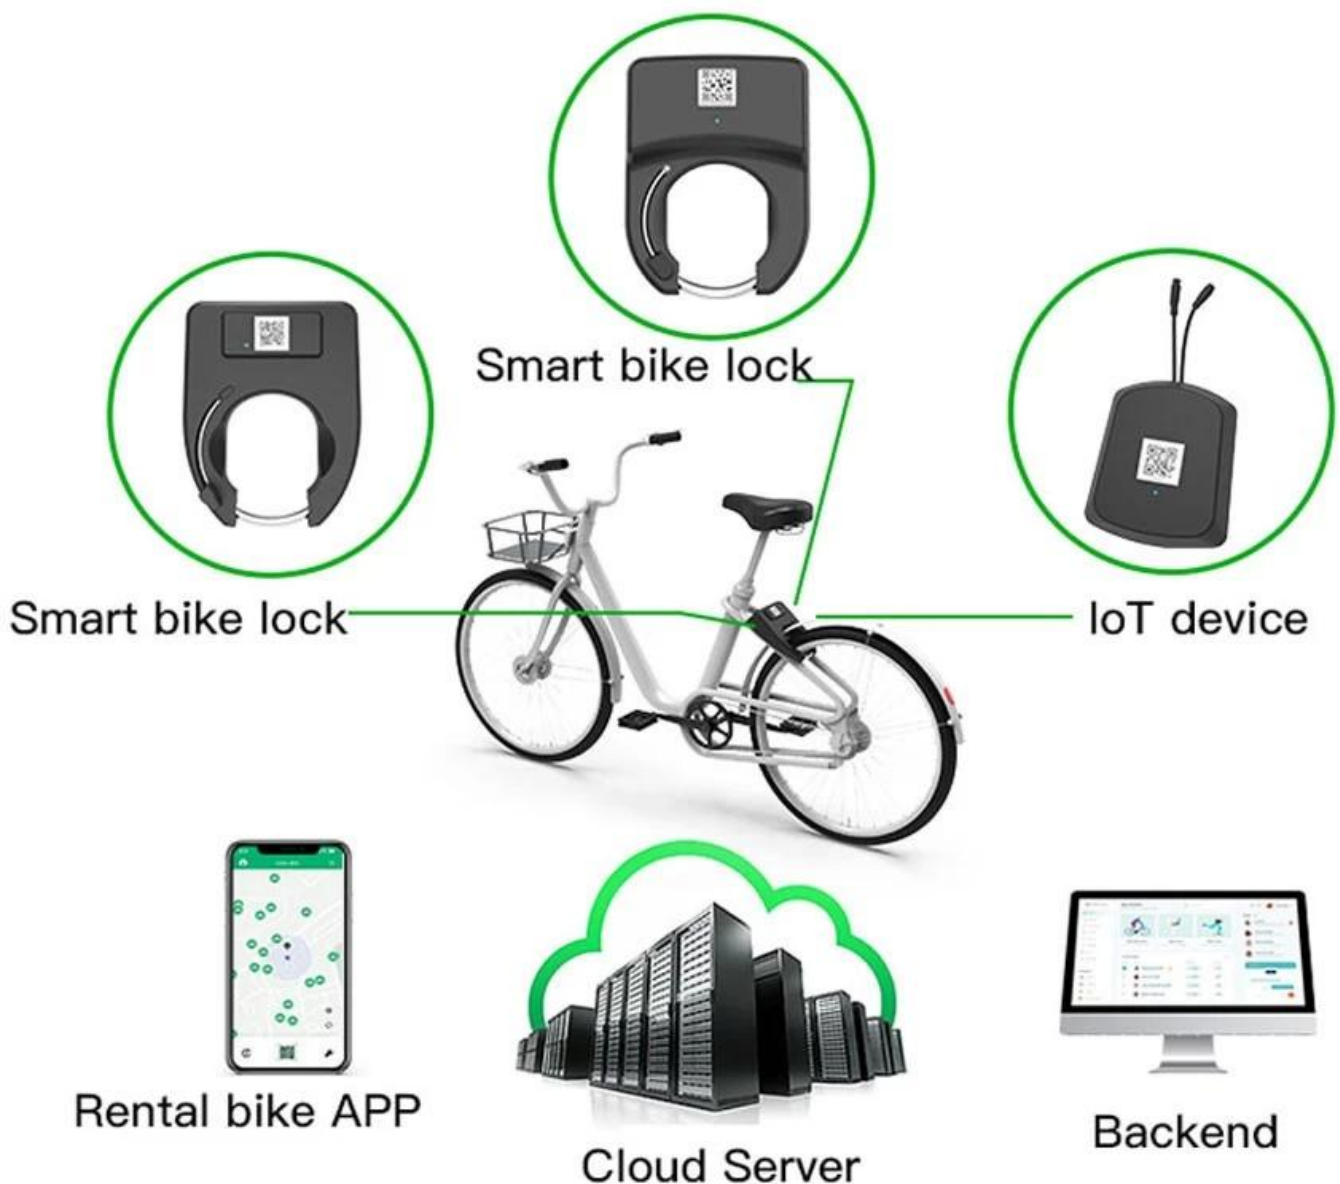 Smart bike lock
Smart bike lock
IoT device
Rental bike APP
Cloud Server
Backend